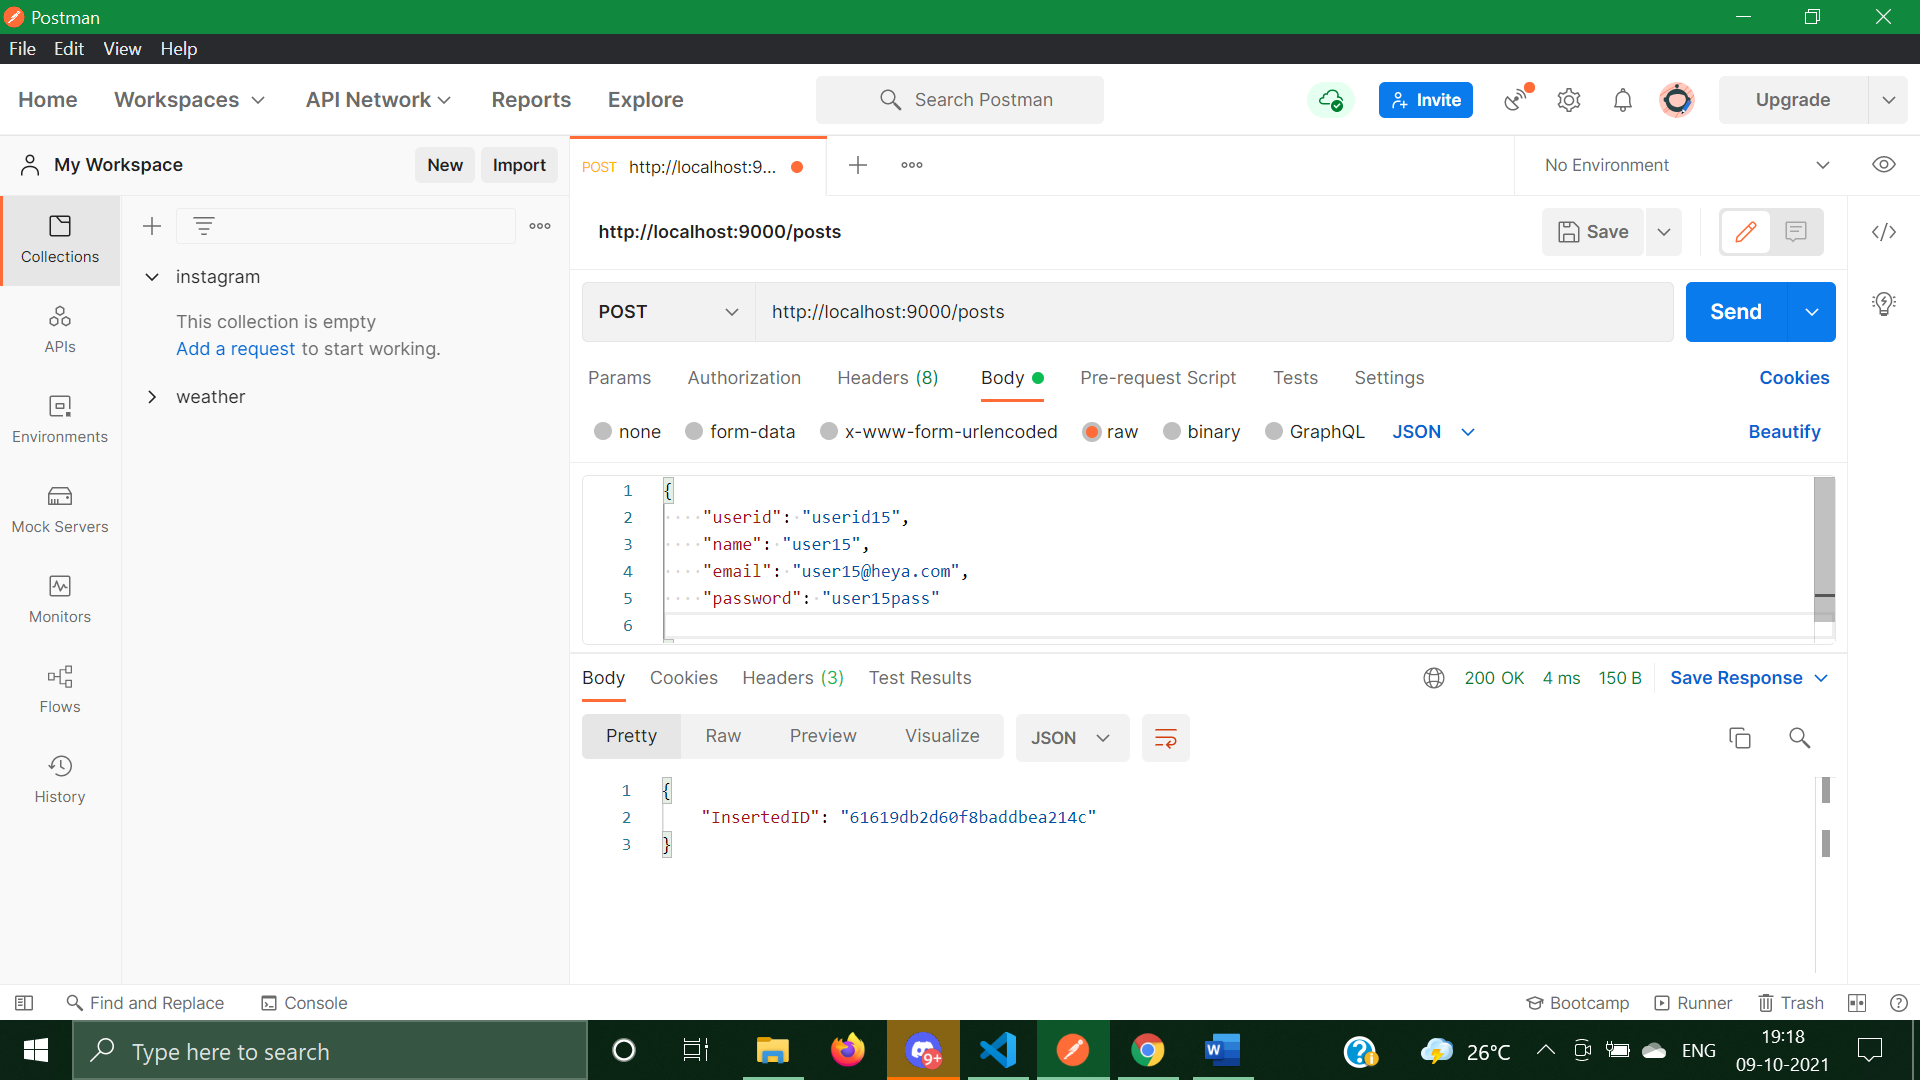 Postman
File Edit View Help
Home Workspaces API Network Reports Explore Search Postman Invite Upgrade
My Workspace New Import POST http://localhost:9... No Environment
http://localhost:9000/posts Save
Collections
instagram
This collection is empty
Add a request to start working.
weather
APIs
Environments
Mock Servers
Monitors
Flows
History
POST http://localhost:9000/posts Send
Params Authorization Headers (8) Body Pre-request Script Tests Settings Cookies
none form-data x-www-form-urlencoded raw binary GraphQL JSON Beautify
1 {
2 "userid": "userid15",
3 "name": "user15",
4 "email": "user15@heya.com",
5 "password": "user15pass"
6
Body Cookies Headers (3) Test Results 200 OK 4 ms 150 B Save Response
Pretty Raw Preview Visualize JSON
1 {
2 "InsertedID": "61619db2d60f8baddbea214c"
3 }
Find and Replace Console Bootcamp Runner Trash
Type here to search 9+ 26°C ENG 19:18
09-10-2021